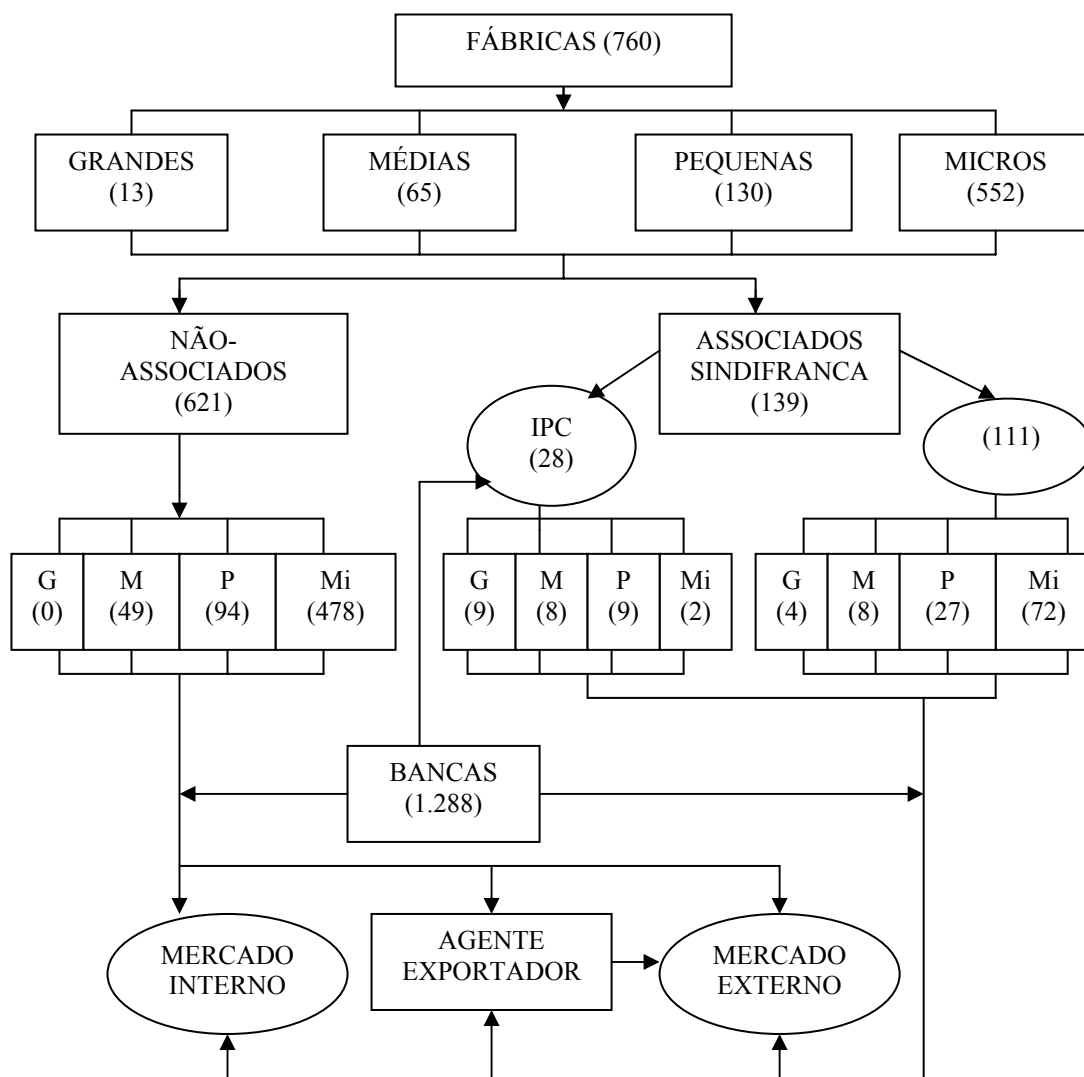 FÁBRICAS (760)
GRANDES
(13)
MÉDIAS
(65)
PEQUENAS
(130)
MICROS
(552)
NÃO-
ASSOCIADOS
(621)
ASSOCIADOS
SINDIFRANCA
(139)
IPC
(28)
(111)
G
(0)
M
(49)
P
(94)
Mi
(478)
G
(9)
M
(8)
P
(9)
Mi
(2)
G
(4)
M
(8)
P
(27)
Mi
(72)
BANCAS
(1.288)
MERCADO
INTERNO
AGENTE
EXPORTADOR
MERCADO
EXTERNO